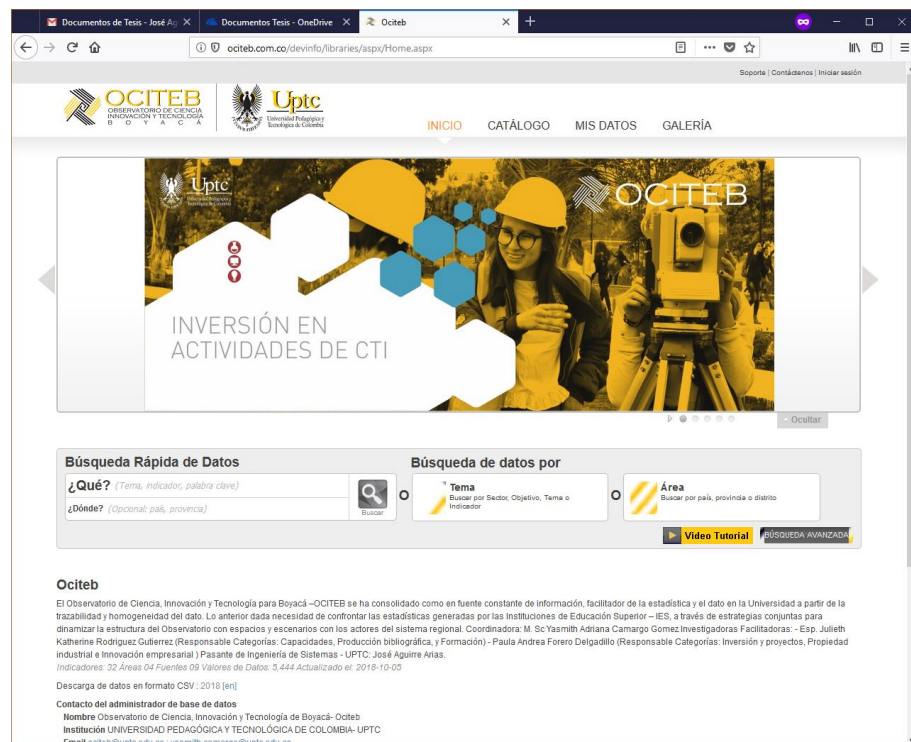 Documentos de Tesis - José Ag
Documentos Tesis - OneDrive
Ociteb
ociteb.com.co/devinfo/libraries/aspx/Home.aspx
Soporte | Contáctenos | Iniciar sesión
OCITEB
OBSERVATORIO DE CIENCIA
INNOVACIÓN Y TECNOLOGÍA
BOYACÁ
Uptc
Universidad Pedagógica y
Tecnológica de Colombia
INICIO CATÁLOGO MIS DATOS GALERÍA
Uptc
Universidad Pedagógica y
Tecnológica de Colombia
OCITEB
INVERSIÓN EN
ACTIVIDADES DE CTI
Ocultar
Búsqueda Rápida de Datos
¿Qué? (Tema, indicador, palabra clave)
¿Dónde? (Opcional: país, provincia)
Buscar
O
Búsqueda de datos por
Tema
Buscar por Sector, Objetivo, Tema o
Indicador
O
Área
Buscar por país, provincia o distrito
Video Tutorial
BÚSQUEDA AVANZADA
Ociteb
El Observatorio de Ciencia, Innovación y Tecnología para Boyacá –OCITEB se ha consolidado como en fuente constante de información, facilitador de la estadística y el dato en la Universidad a partir de la
trazabilidad y homogeneidad del dato. Lo anterior dada necesidad de confrontar las estadísticas generadas por las Instituciones de Educación Superior – IES, a través de estrategias conjuntas para
dinamizar la estructura del Observatorio con espacios y escenarios con los actores del sistema regional. Coordinadora: M. Sc Yasmith Adriana Camargo Gomez Investigadoras Facilitadoras: - Esp. Julieth
Katherine Rodriguez Gutierrez (Responsable Categorías: Capacidades, Producción bibliográfica, y Formación) - Paula Andrea Forero Delgadillo (Responsable Categorías: Inversión y proyectos, Propiedad
industrial e Innovación empresarial ) Pasante de Ingeniería de Sistemas - UPTC: José Aguirre Arias.
Indicadores: 32 Áreas 04 Fuentes 09 Valores de Datos: 5,444 Actualizado el: 2018-10-05
Descarga de datos en formato CSV : 2018 [en]
Contacto del administrador de base de datos
Nombre Observatorio de Ciencia, Innovación y Tecnología de Boyacá- Ociteb
Institución UNIVERSIDAD PEDAGÓGICA Y TECNOLÓGICA DE COLOMBIA- UPTC